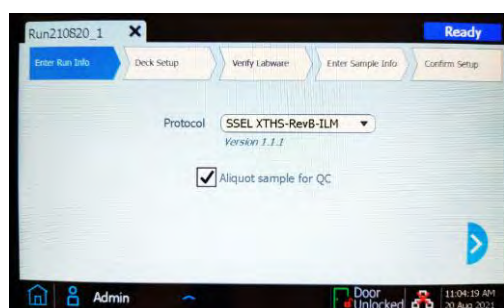 Run210820_1
Ready
Enter Run Info
Deck Setup
Verify Labware
Enter Sample Info
Confirm Setup
Protocol
SSEL XTHS-RevB-ILM
Version 1.1.1
Aliquot sample for QC
Admin
Door
Unlocked
11:04:19 AM
20 Aug 2021